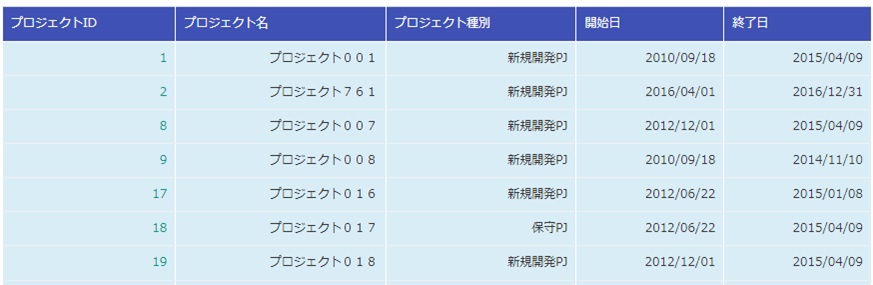 プロジェクトID プロジェクト名 プロジェクト種別 開始日 終了日
1 プロジェクト００１ 新規開発PJ 2010/09/18 2015/04/09
2 プロジェクト７６１ 新規開発PJ 2016/04/01 2016/12/31
8 プロジェクト００７ 新規開発PJ 2012/12/01 2015/04/09
9 プロジェクト００８ 新規開発PJ 2010/09/18 2014/11/10
17 プロジェクト０１６ 新規開発PJ 2012/06/22 2015/01/08
18 プロジェクト０１７ 保守PJ 2012/06/22 2015/04/09
19 プロジェクト０１８ 新規開発PJ 2012/12/01 2015/04/09